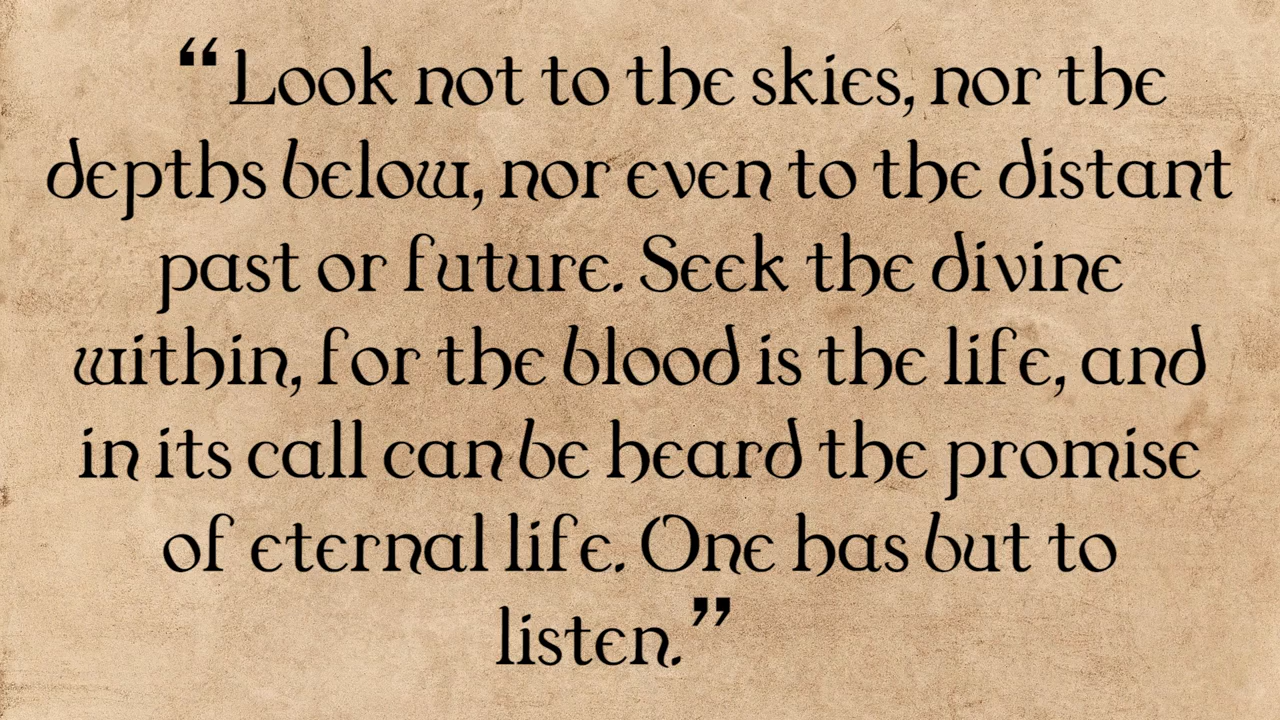 “Look not to the skies, nor the
depths below, nor even to the distant
past or future. Seek the divine
within, for the blood is the life, and
in its call can be heard the promise
of eternal life. One has but to
listen.”